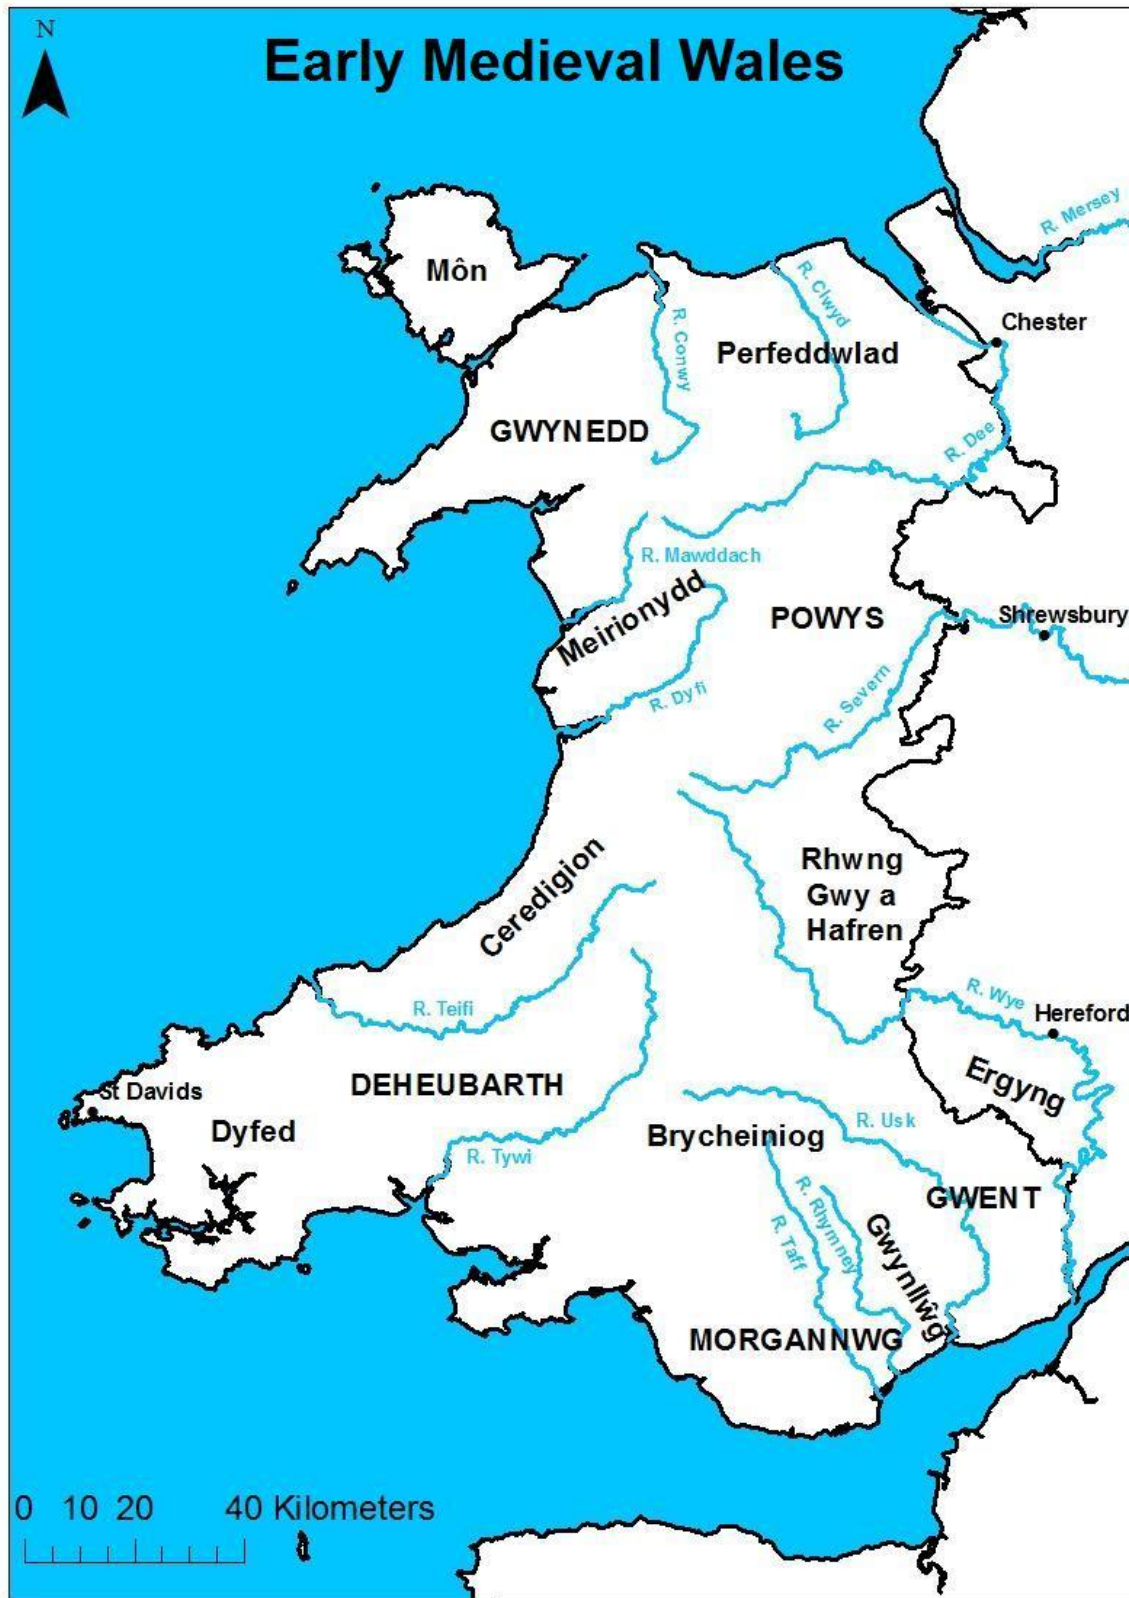 N
Early Medieval Wales
R. Mersey
Môn
R. Clwyd
Chester
R. Conwy
Perfeddwlad
GWYNEDD
R. Dee
R. Mawddach
Meirionydd
POWYS
Shrewsbury
R. Dyfi
R. Severn
Rhwng
Gwy a
Hafren
Ceredigion
R. Teifi
R. Wye
Hereford
Ergyng
St Davids
DEHEUBARTH
Dyfed
Brycheiniog
R. Usk
R. Tywi
GWENT
R. Rhymney
R. Taff
Gwynllŵg
MORGANNWG
0 10 20 40 Kilometers